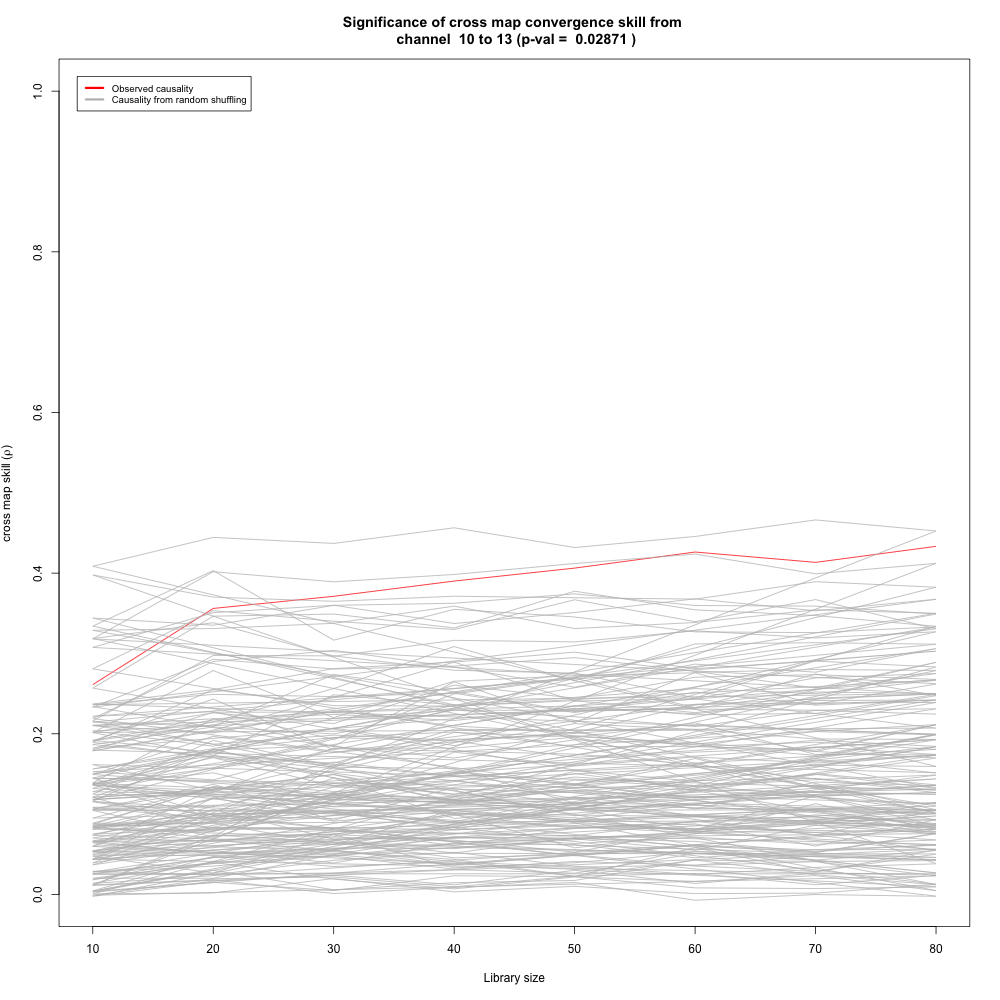 Significance of cross map convergence skill from
channel  10 to 13 (p-val =  0.02871 )
Observed causality
Causality from random shuffling
1.0
0.8
0.6
0.4
0.2
0.0
cross map skill (ρ)
10 20 30 40 50 60 70 80
Library size